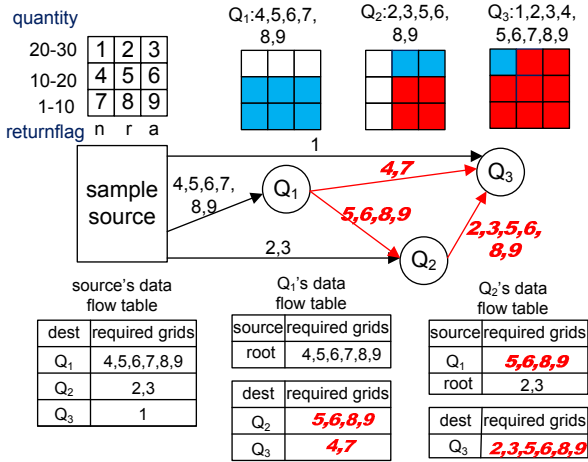 quantity
20-30
10-20
1-10
returnflag
1 2 3
4 5 6
7 8 9
n r a
Q1:4,5,6,7,
8,9
Q2:2,3,5,6,
8,9
Q3:1,2,3,4,
5,6,7,8,9
sample
source
1
4,5,6,7,
8,9
Q1
4,7
Q3
5,6,8,9
2,3,5,6,
8,9
2,3
Q2
source's data
flow table
dest required grids
Q1 4,5,6,7,8,9
Q2 2,3
Q3 1
Q1's data
flow table
source required grids
root 4,5,6,7,8,9
dest required grids
Q2 5,6,8,9
Q3 4,7
Q2's data
flow table
source required grids
Q1 5,6,8,9
root 2,3
dest required grids
Q3 2,3,5,6,8,9